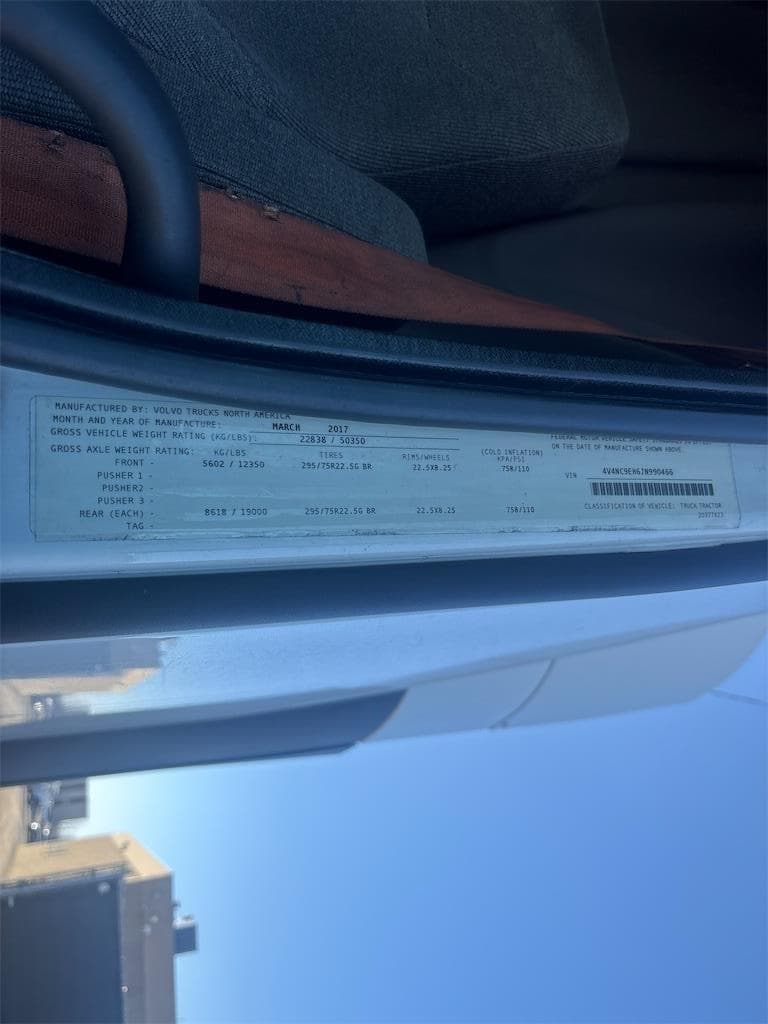 MANUFACTURED BY: VOLVO TRUCKS NORTH AMERICA
MONTH AND YEAR OF MANUFACTURE: MARCH 2017
GROSS VEHICLE WEIGHT RATING (KG/LBS): 22838 / 50350
GROSS AXLE WEIGHT RATING: KG/LBS TIRES RIMS/WHEELS (COLD INFLATION) KPA/PSI
FRONT - 5602 / 12350 295/75R22.5G BR 22.5X8.25 758/110
PUSHER 1 -
PUSHER2 -
PUSHER 3 -
REAR (EACH) - 8618 / 19000 295/75R22.5G BR 22.5X8.25 758/110
TAG -
FEDERAL MOTOR VEHICLE SAFETY STANDARDS IN EFFECT
ON THE DATE OF MANUFACTURE SHOWN ABOVE.
VIN 4V4NC9EH6JN990466
CLASSIFICATION OF VEHICLE: TRUCK TRACTOR